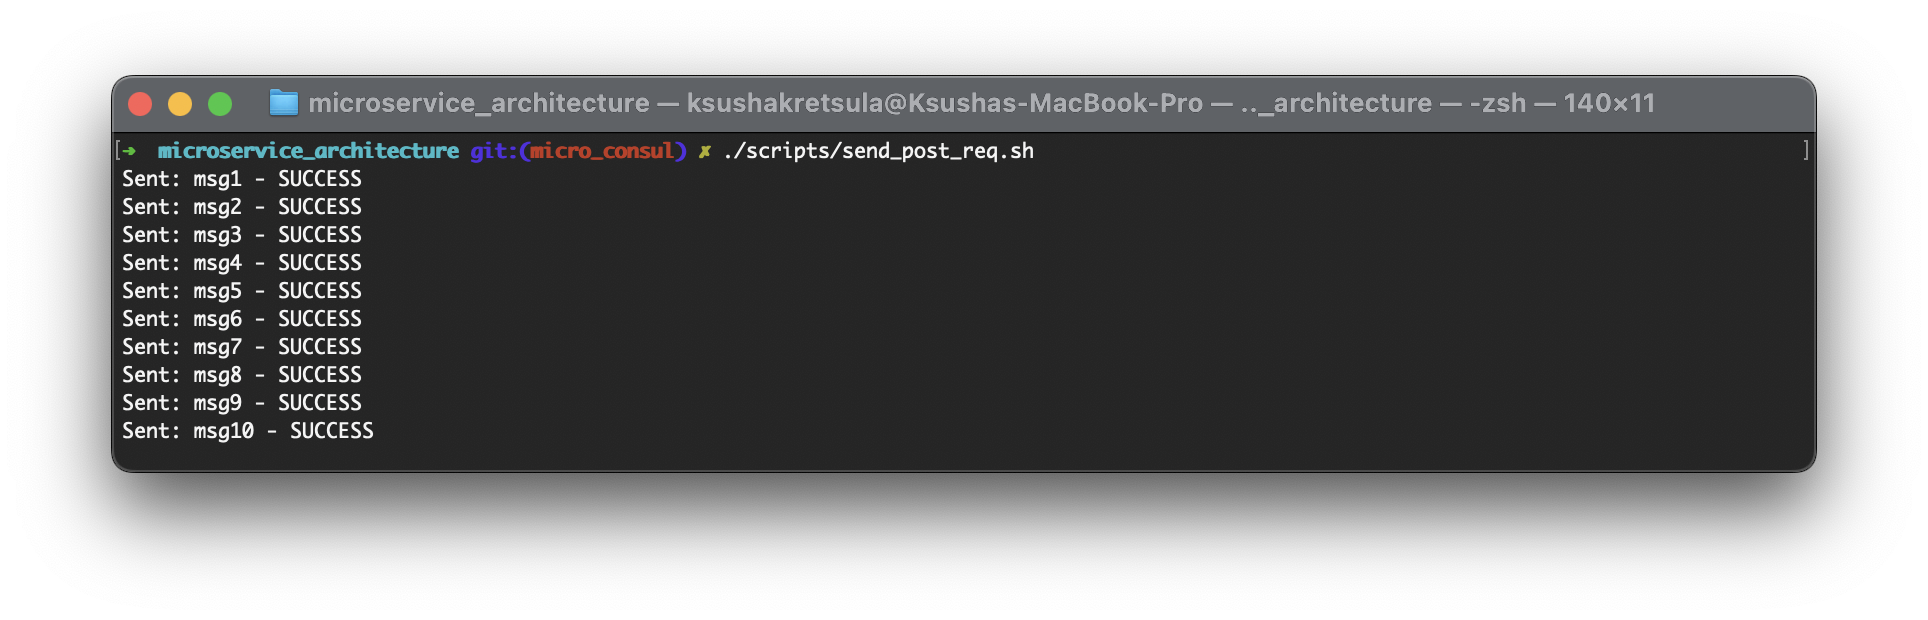 microservice_architecture — ksushakretsula@Ksushas-MacBook-Pro — .._architecture — -zsh — 140×11
[➜  microservice_architecture git:(micro_consul) ✗ ./scripts/send_post_req.sh ]
Sent: msg1 - SUCCESS
Sent: msg2 - SUCCESS
Sent: msg3 - SUCCESS
Sent: msg4 - SUCCESS
Sent: msg5 - SUCCESS
Sent: msg6 - SUCCESS
Sent: msg7 - SUCCESS
Sent: msg8 - SUCCESS
Sent: msg9 - SUCCESS
Sent: msg10 - SUCCESS